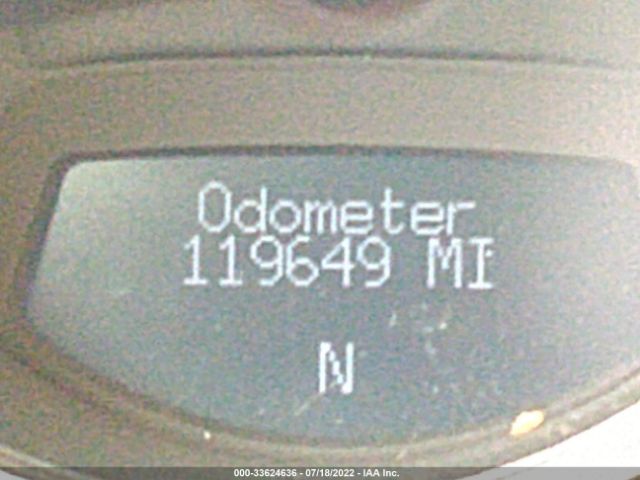 Odometer
119649 MI
N
000-33624636 - 07/18/2022 - IAA Inc.